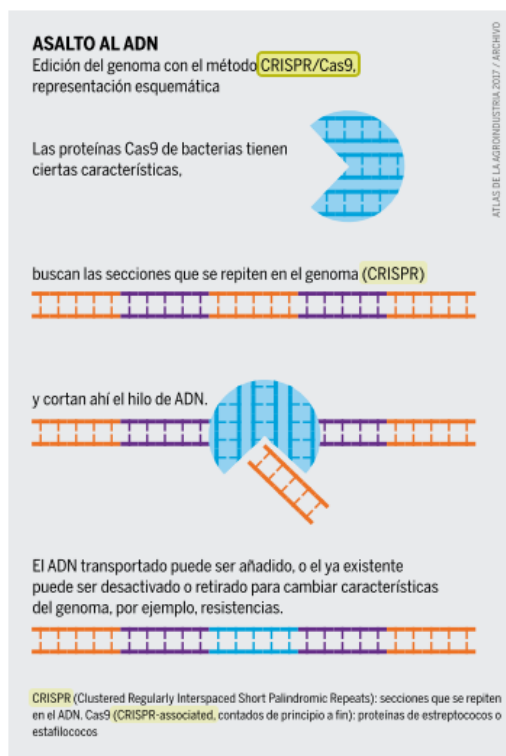 ASALTO AL ADN
Edición del genoma con el método CRISPR/Cas9,
representación esquemática
ATLAS DE LA AGROINDUSTRIA 2017 / ARCHIVO
Las proteínas Cas9 de bacterias tienen
ciertas características,
buscan las secciones que se repiten en el genoma (CRISPR)
y cortan ahí el hilo de ADN.
El ADN transportado puede ser añadido, o el ya existente
puede ser desactivado o retirado para cambiar características
del genoma, por ejemplo, resistencias.
CRISPR (Clustered Regularly Interspaced Short Palindromic Repeats): secciones que se repiten
en el ADN. Cas9 (CRISPR-associated, contados de principio a fin): proteínas de estreptococos o
estafilococos